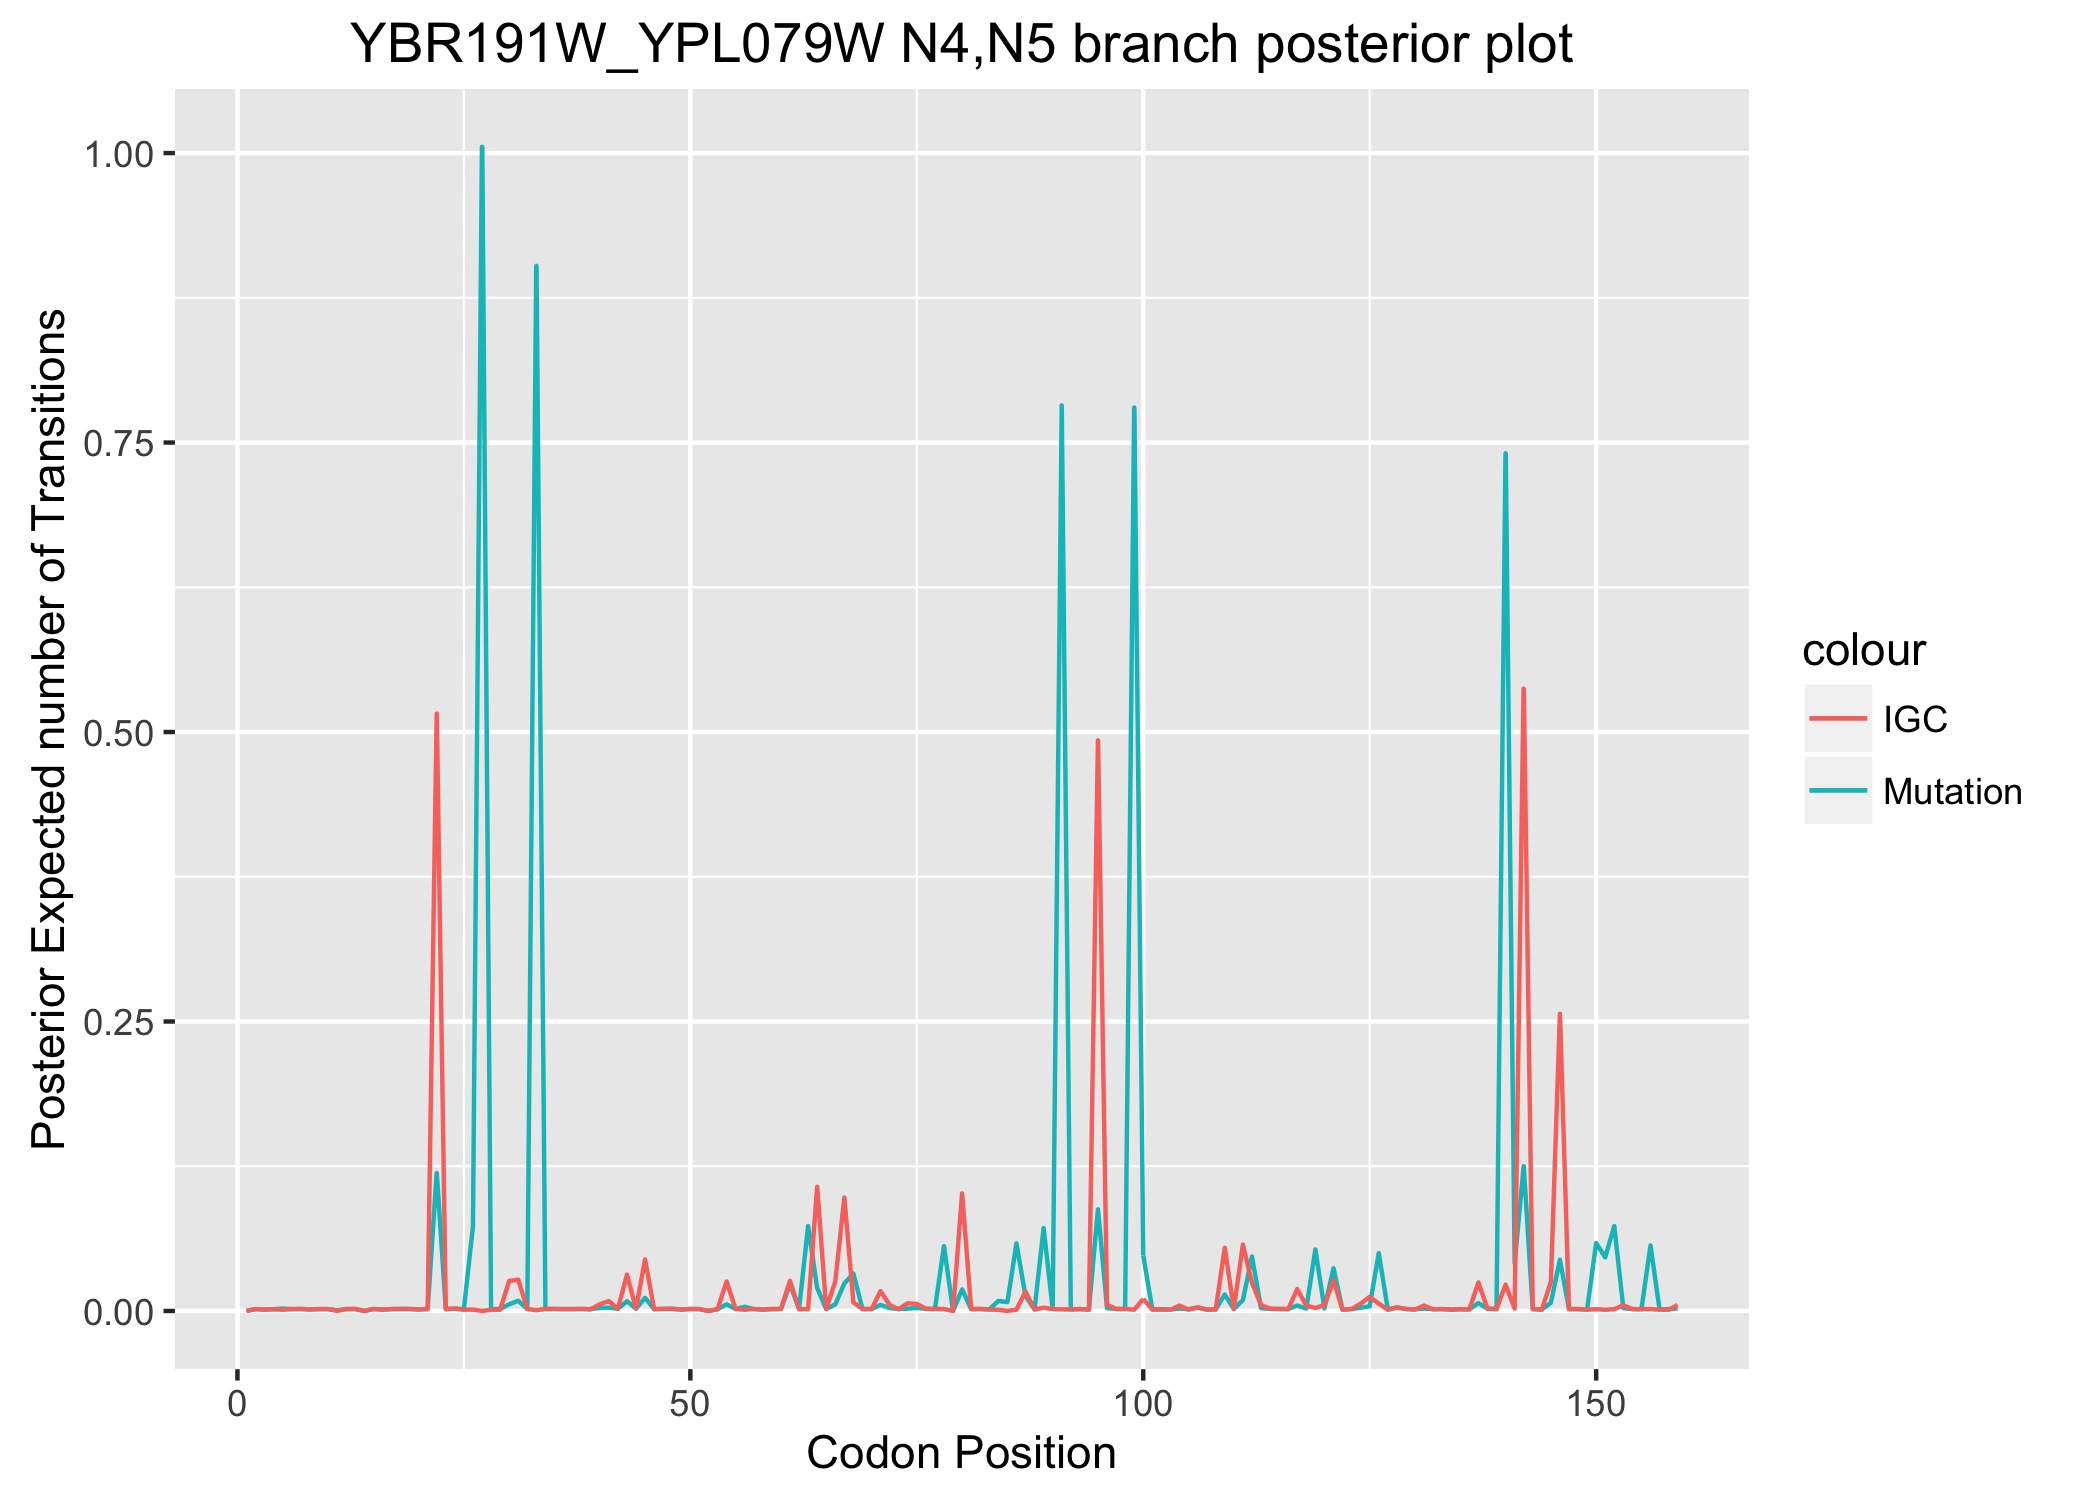 YBR191W_YPL079W N4,N5 branch posterior plot
Posterior Expected number of Transitions
1.00
0.75
0.50
0.25
0.00
0
50
100
150
Codon Position
colour
IGC
Mutation